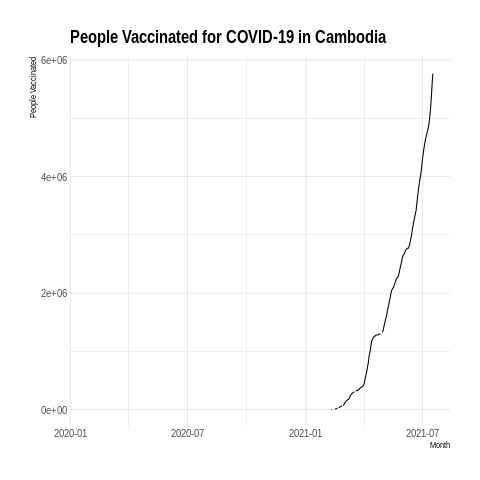 People Vaccinated for COVID-19 in Cambodia
People Vaccinated
6e+06
4e+06
2e+06
0e+00
2020-01 2020-07 2021-01 2021-07
Month